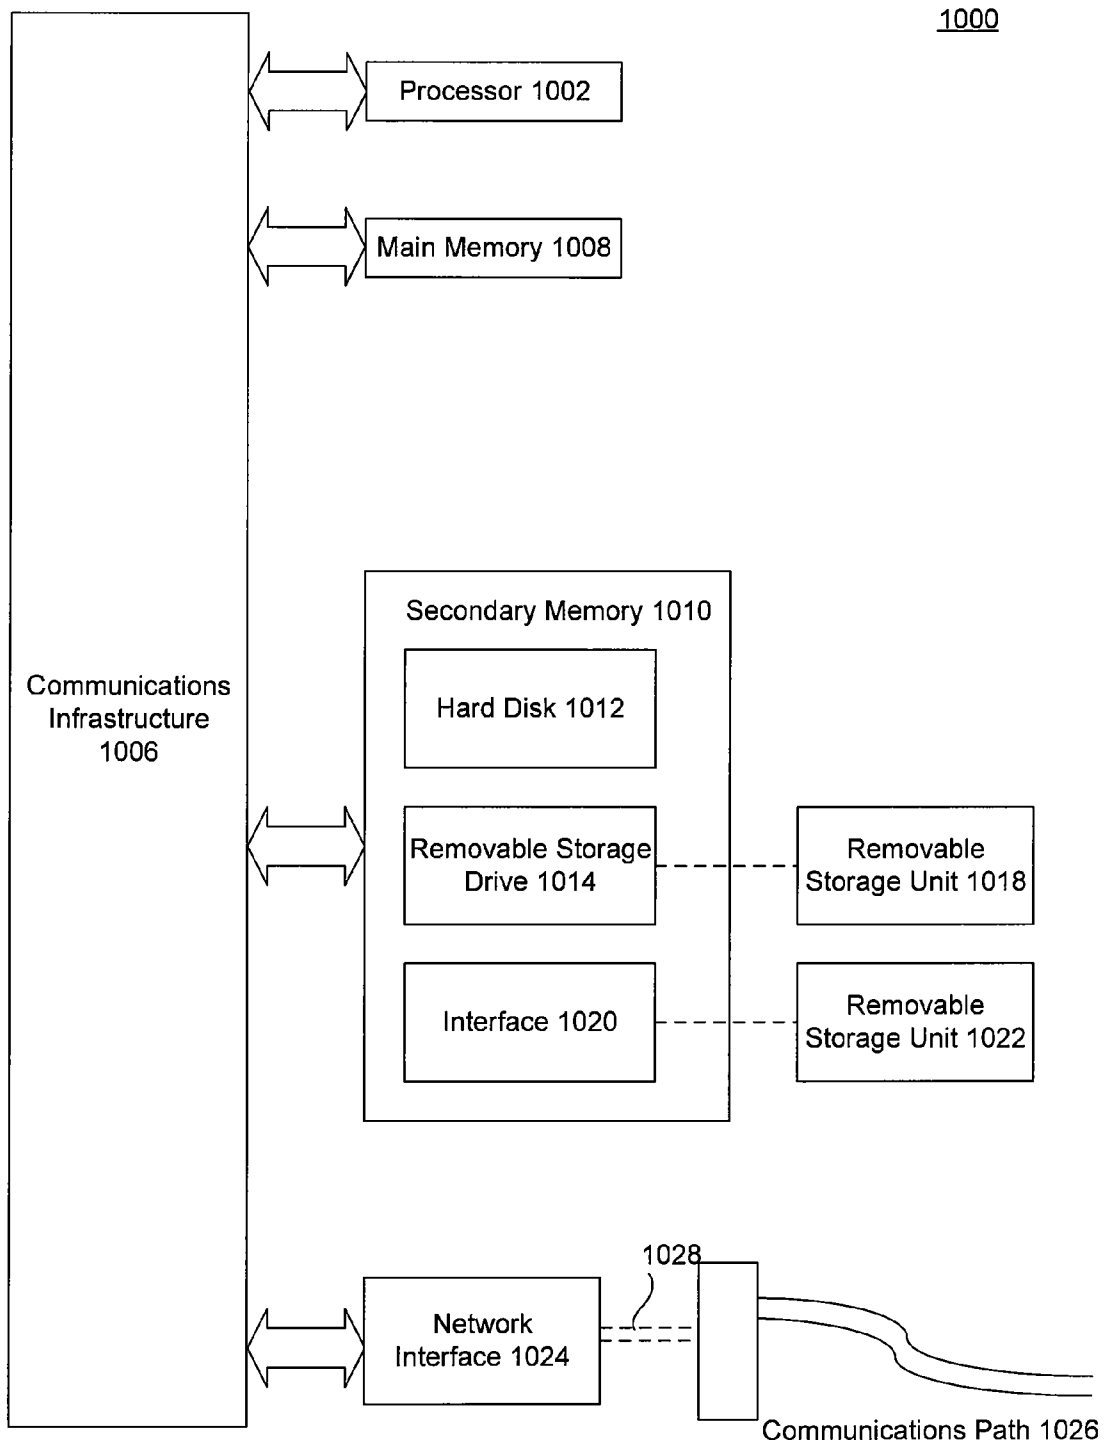 1000
Processor 1002
Main Memory 1008
Secondary Memory 1010
Hard Disk 1012
Communications
Infrastructure
1006
Removable Storage
Drive 1014
Removable
Storage Unit 1018
Interface 1020
Removable
Storage Unit 1022
1028
Network
Interface 1024
Communications Path 1026